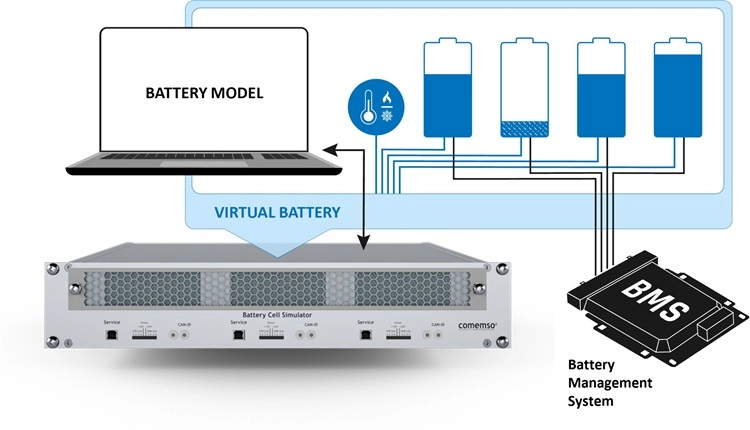 BATTERY MODEL
VIRTUAL BATTERY
Battery Cell Simulator
Service
CAN-ID
Service
CAN-ID
Service
CAN-ID
comemso
BMS
Battery
Management
System